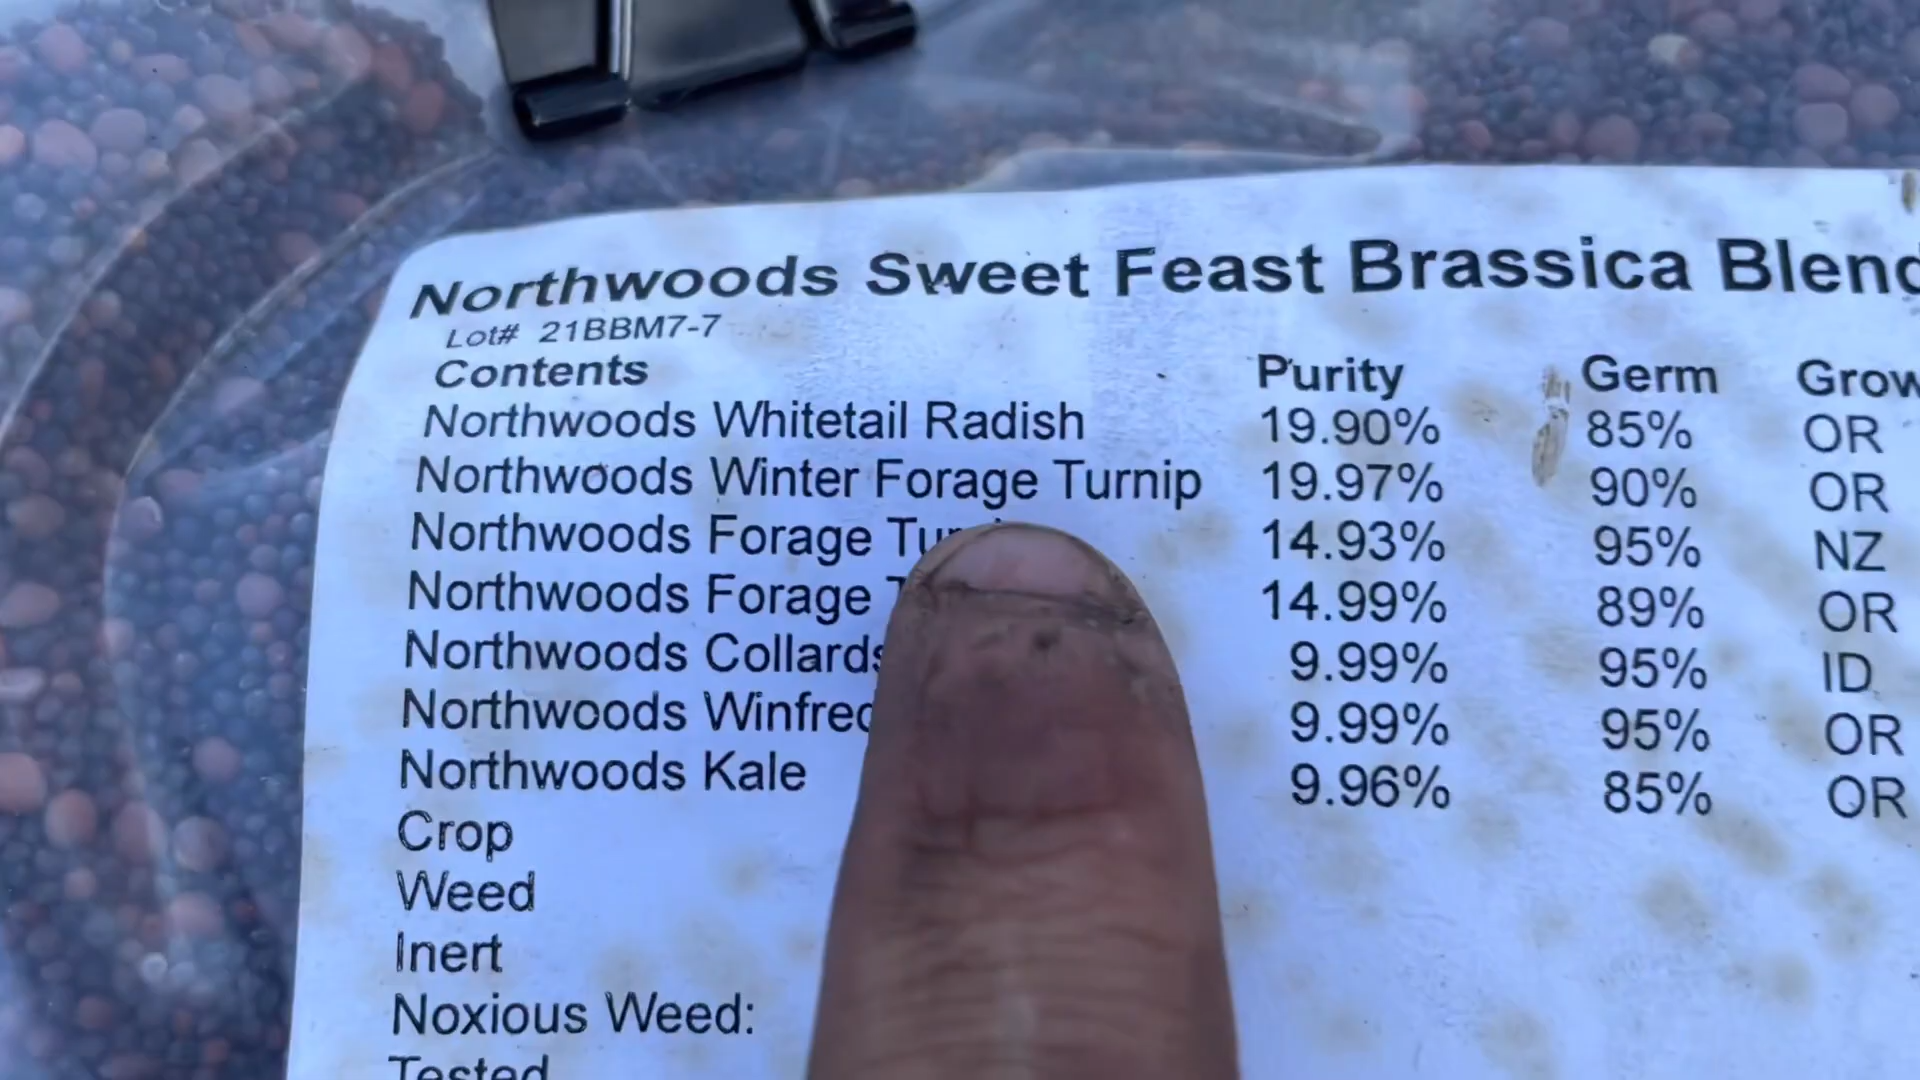 Northwoods Sweet Feast Brassica Blend
Lot# 21BBM7-7
Contents Purity Germ Grow
Northwoods Whitetail Radish 19.90% 85% OR
Northwoods Winter Forage Turnip 19.97% 90% OR
Northwoods Forage 14.93% 95% NZ
Northwoods Forage 14.99% 89% OR
Northwoods Collards 9.99% 95% ID
Northwoods Winfred 9.99% 95% OR
Northwoods Kale 9.96% 85% OR
Crop
Weed
Inert
Noxious Weed:
Tested